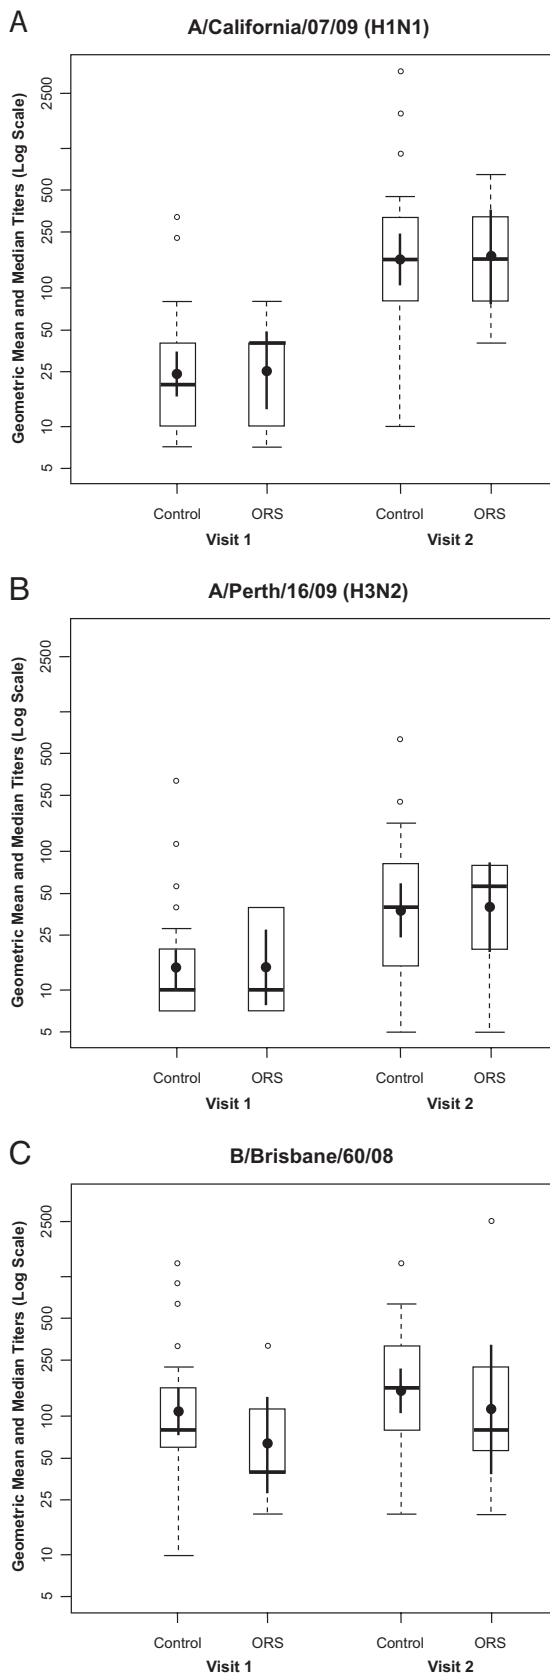 A
A/California/07/09 (H1N1)
Geometric Mean and Median Titers (Log Scale)
2500
500
250
100
50
25
10
5
Control ORS Control ORS
Visit 1 Visit 2
B
A/Perth/16/09 (H3N2)
Geometric Mean and Median Titers (Log Scale)
2500
500
250
100
50
25
10
5
Control ORS Control ORS
Visit 1 Visit 2
C
B/Brisbane/60/08
Geometric Mean and Median Titers (Log Scale)
2500
500
250
100
50
25
10
5
Control ORS Control ORS
Visit 1 Visit 2